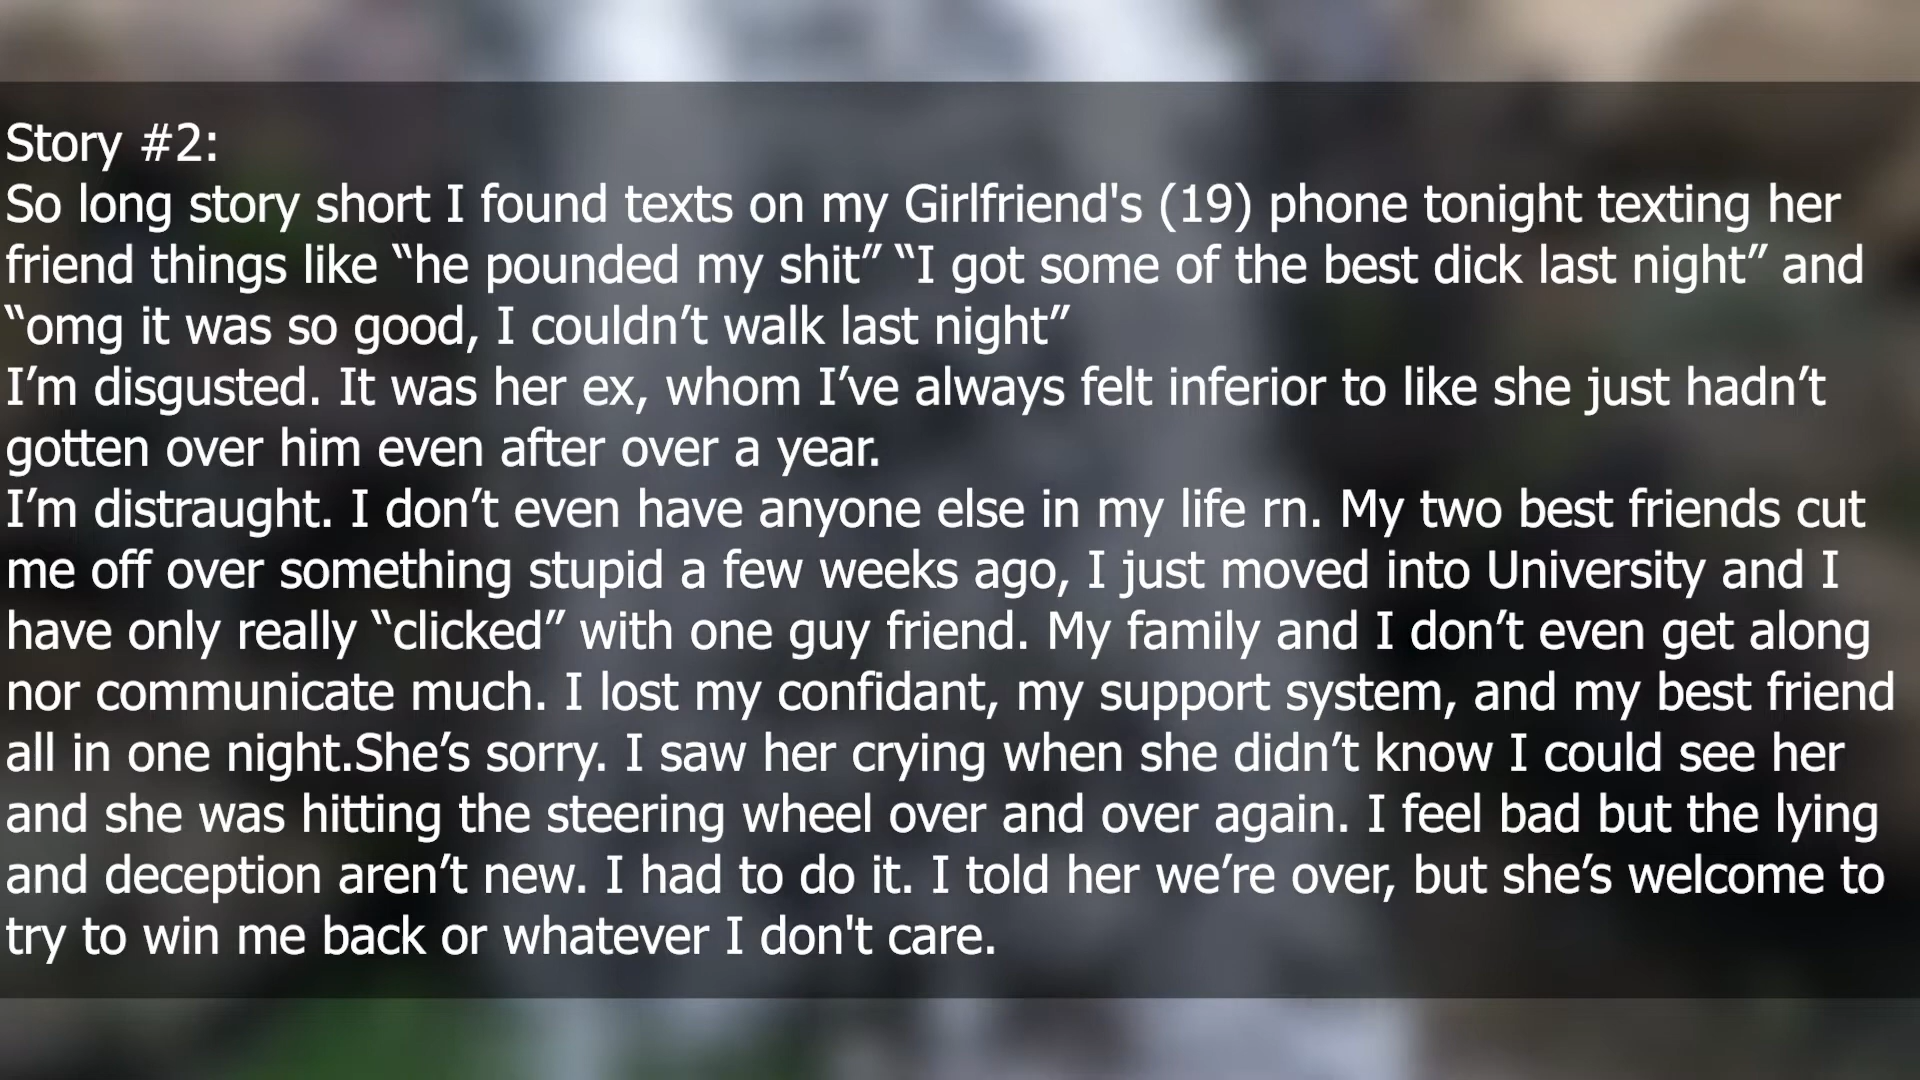 Story #2:
So long story short I found texts on my Girlfriend's (19) phone tonight texting her
friend things like “he pounded my shit” “I got some of the best dick last night” and
“omg it was so good, I couldn’t walk last night”
I’m disgusted. It was her ex, whom I’ve always felt inferior to like she just hadn’t
gotten over him even after over a year.
I’m distraught. I don’t even have anyone else in my life rn. My two best friends cut
me off over something stupid a few weeks ago, I just moved into University and I
have only really “clicked” with one guy friend. My family and I don’t even get along
nor communicate much. I lost my confidant, my support system, and my best friend
all in one night.She’s sorry. I saw her crying when she didn’t know I could see her
and she was hitting the steering wheel over and over again. I feel bad but the lying
and deception aren’t new. I had to do it. I told her we’re over, but she’s welcome to
try to win me back or whatever I don't care.